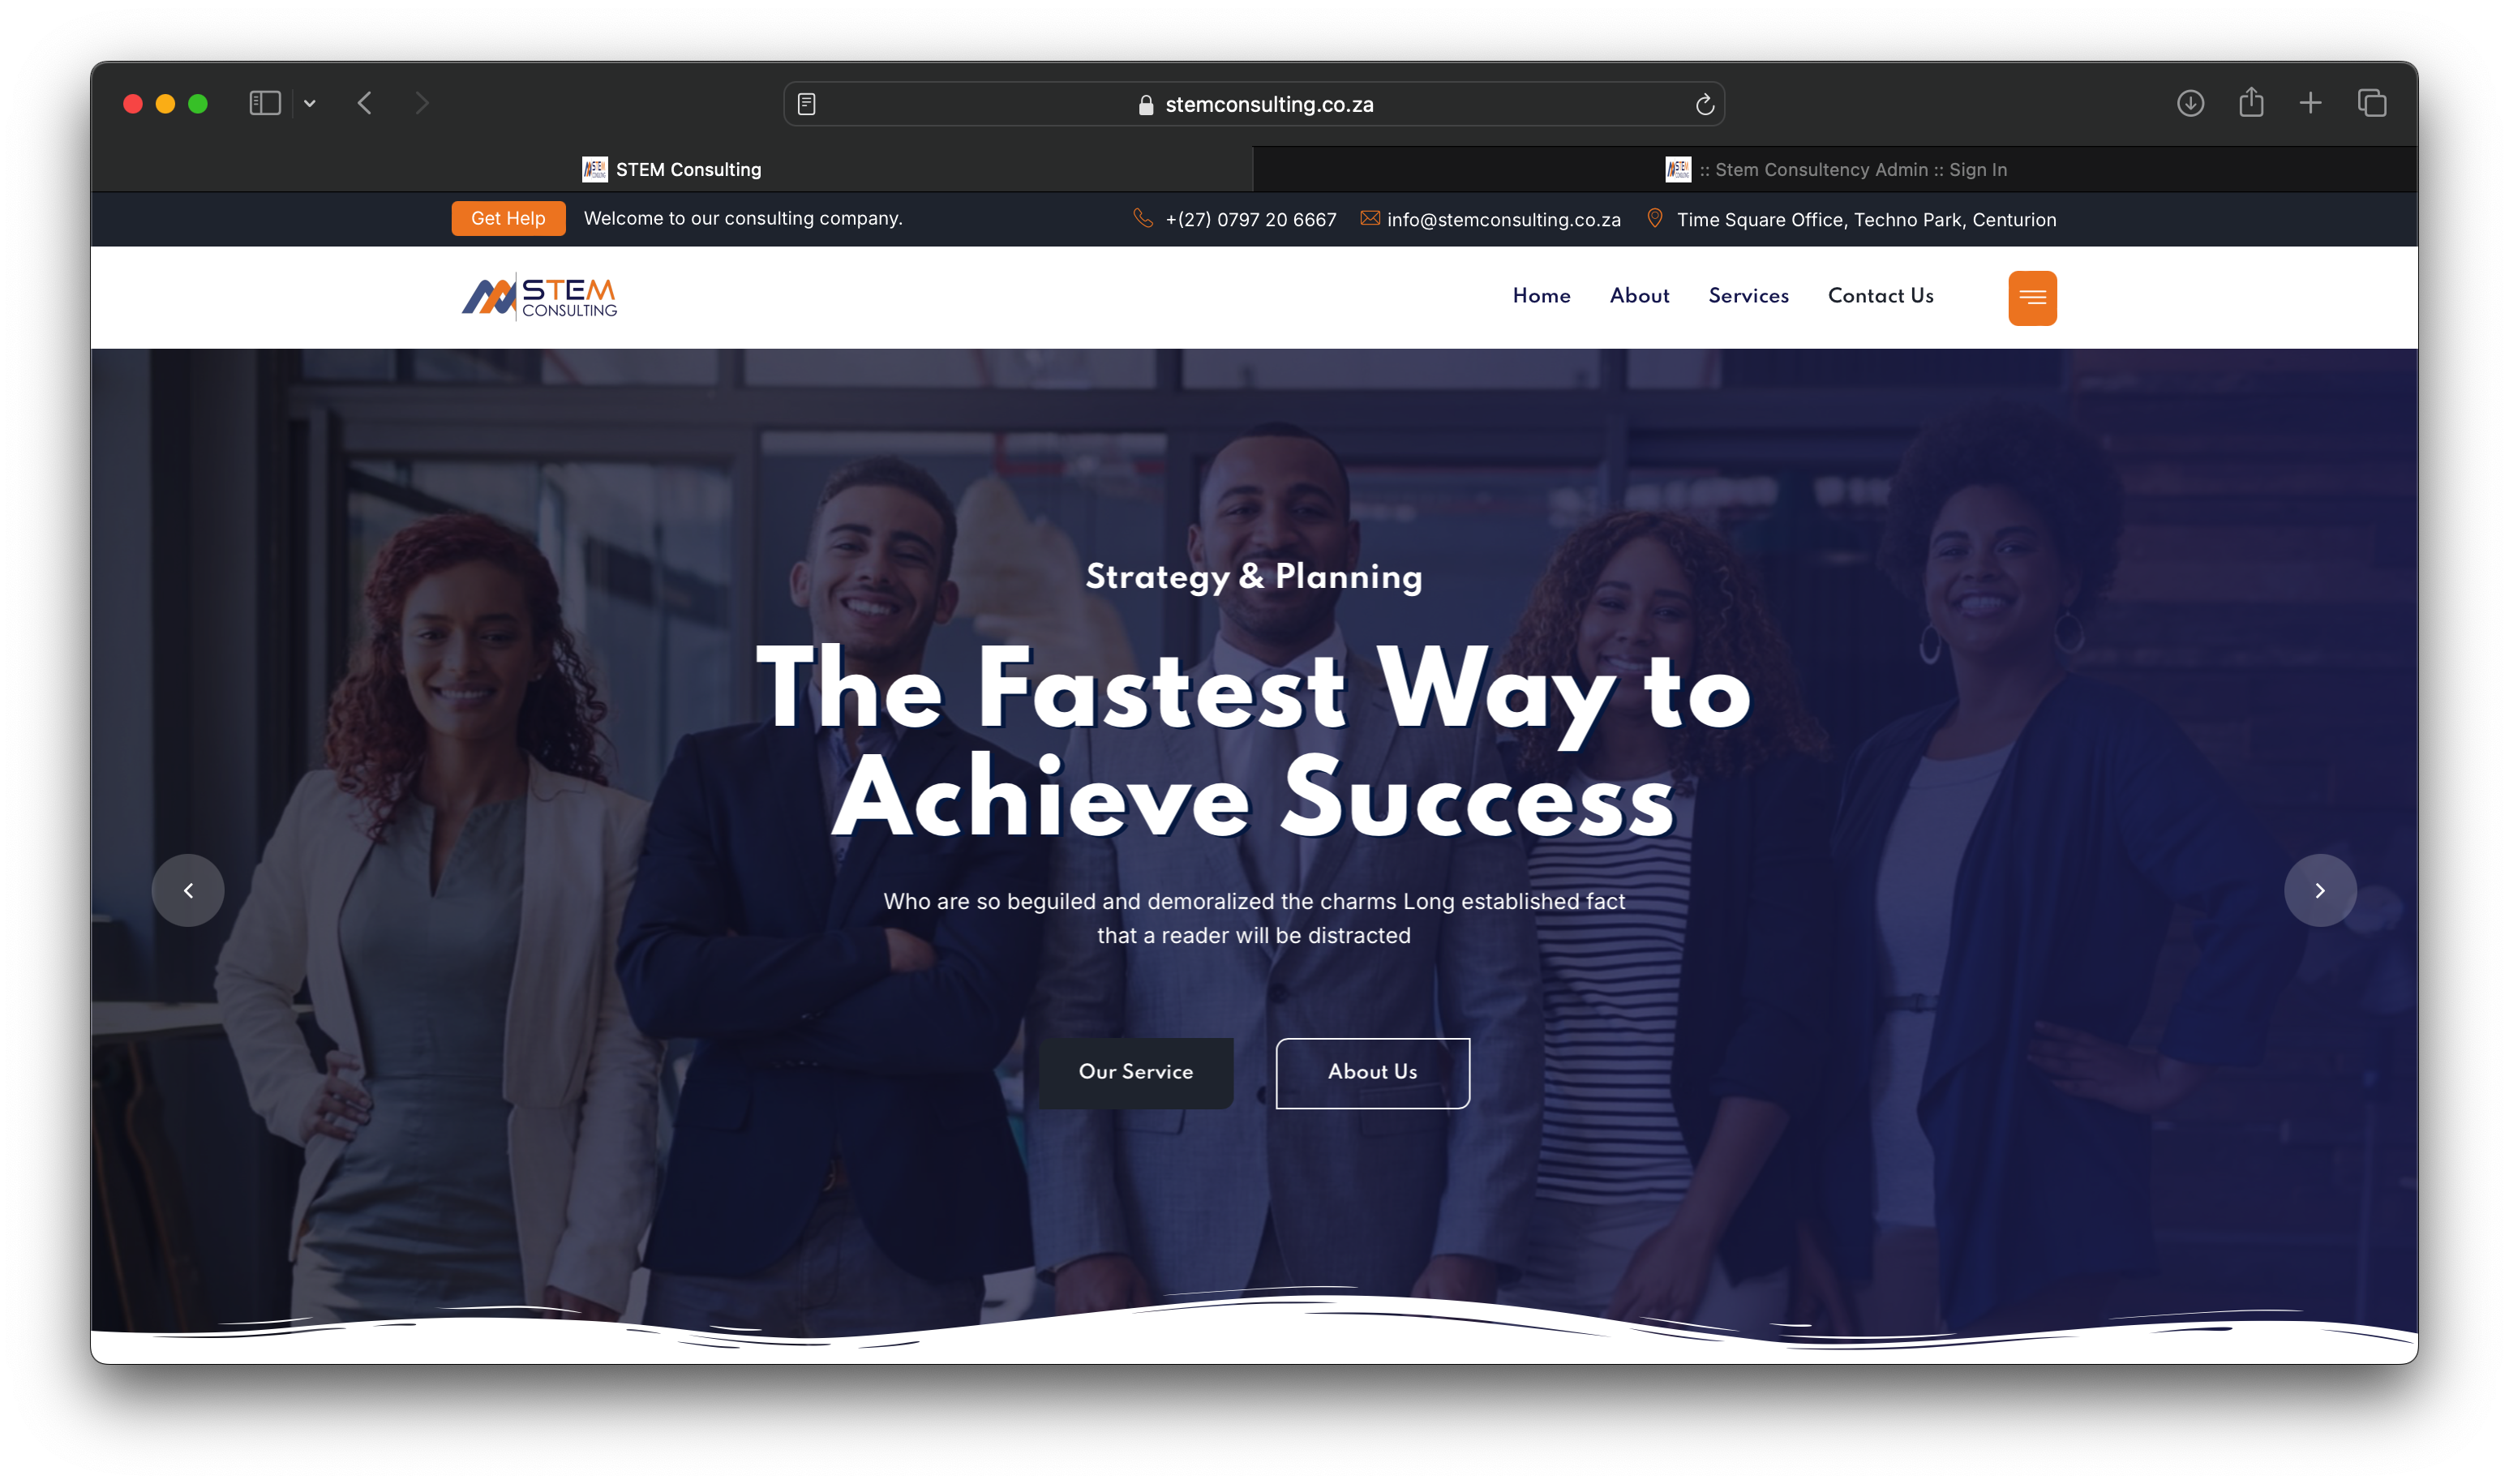 stemconsulting.co.za
STEM Consulting
:: Stem Consultency Admin :: Sign In
Get Help
Welcome to our consulting company.
+(27) 0797 20 6667
info@stemconsulting.co.za
Time Square Office, Techno Park, Centurion
STEM
CONSULTING
Home
About
Services
Contact Us
Strategy & Planning
The Fastest Way to
Achieve Success
Who are so beguiled and demoralized the charms Long established fact
that a reader will be distracted
Our Service
About Us